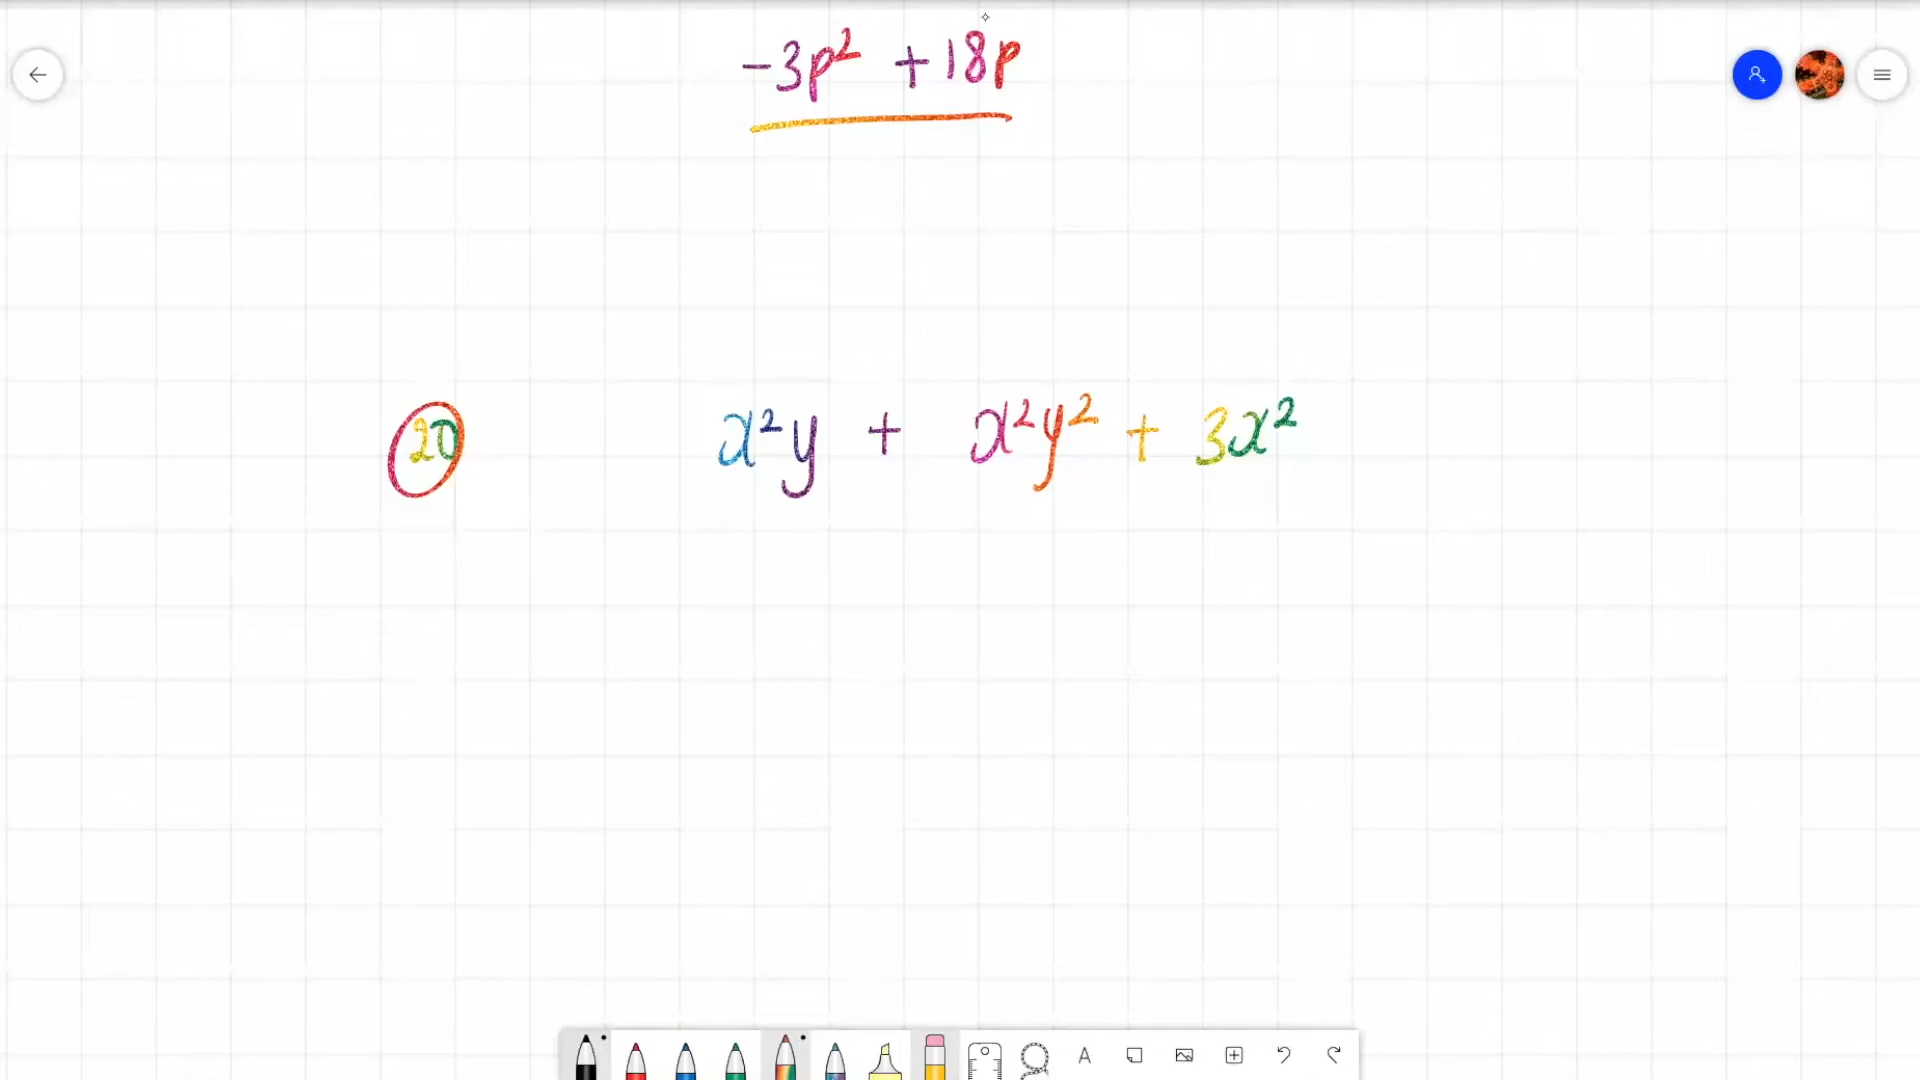 -3p² +18p
20 x²y + x²y² + 3x²
A